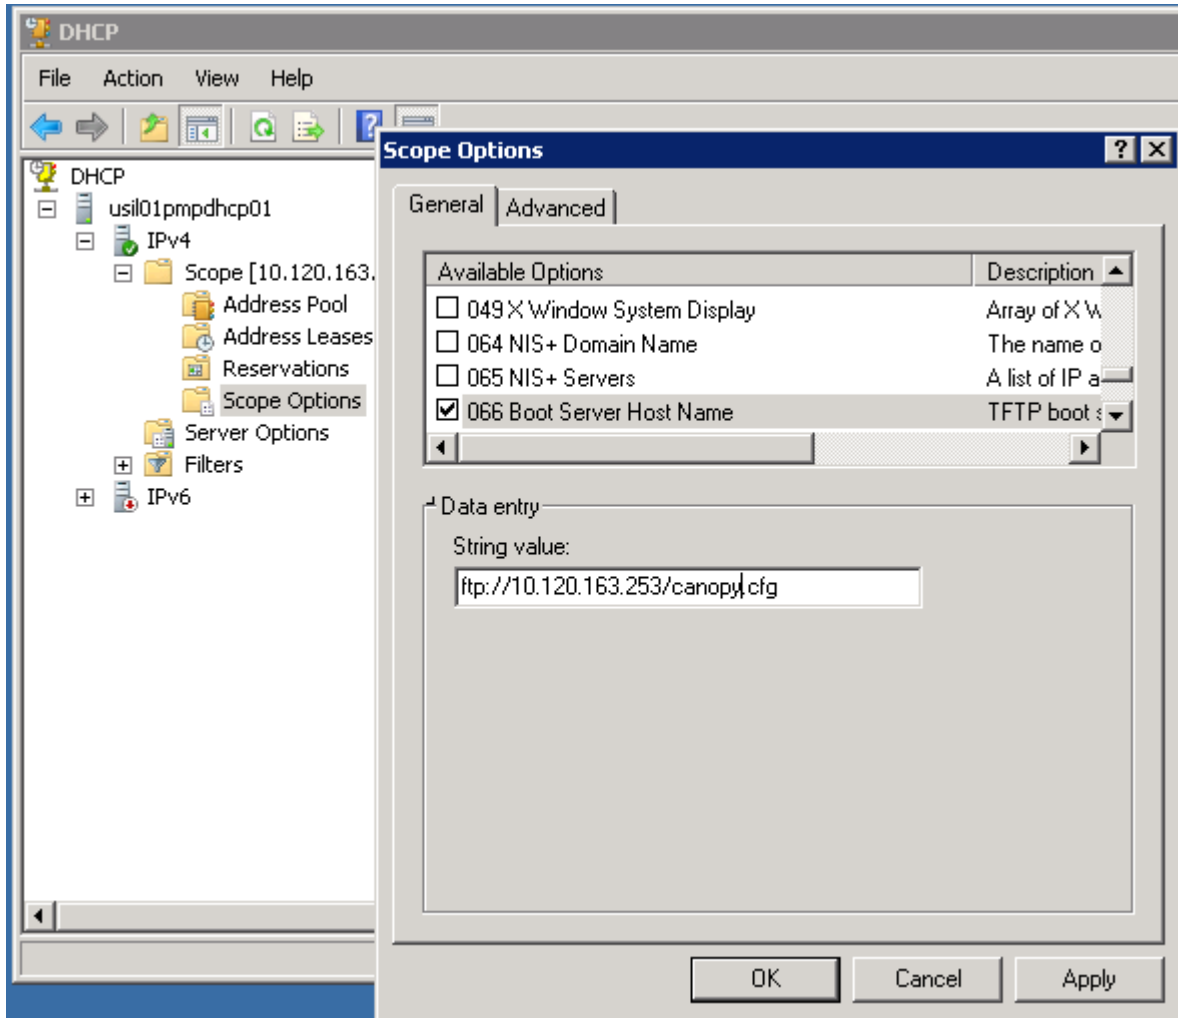 DHCP
File Action View Help
DHCP
usil01pmpdhcp01
IPv4
Scope [10.120.163.
Address Pool
Address Leases
Reservations
Scope Options
Server Options
Filters
IPv6
Scope Options
General Advanced
Available Options Description
049 X Window System Display Array of X W
064 NIS+ Domain Name The name o
065 NIS+ Servers A list of IP a
066 Boot Server Host Name TFTP boot s
Data entry
String value:
ftp://10.120.163.253/canopy.cfg
OK Cancel Apply